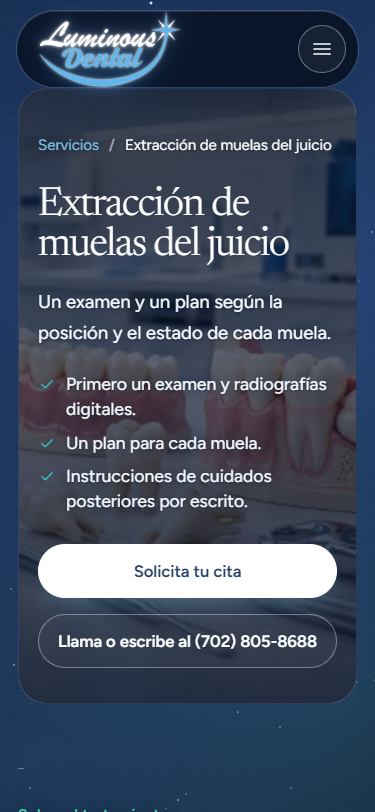 Luminous
Dental
Servicios / Extracción de muelas del juicio
Extracción de
muelas del juicio
Un examen y un plan según la
posición y el estado de cada muela.
Primero un examen y radiografías
digitales.
Un plan para cada muela.
Instrucciones de cuidados
posteriores por escrito.
Solicita tu cita
Llama o escribe al (702) 805-8688